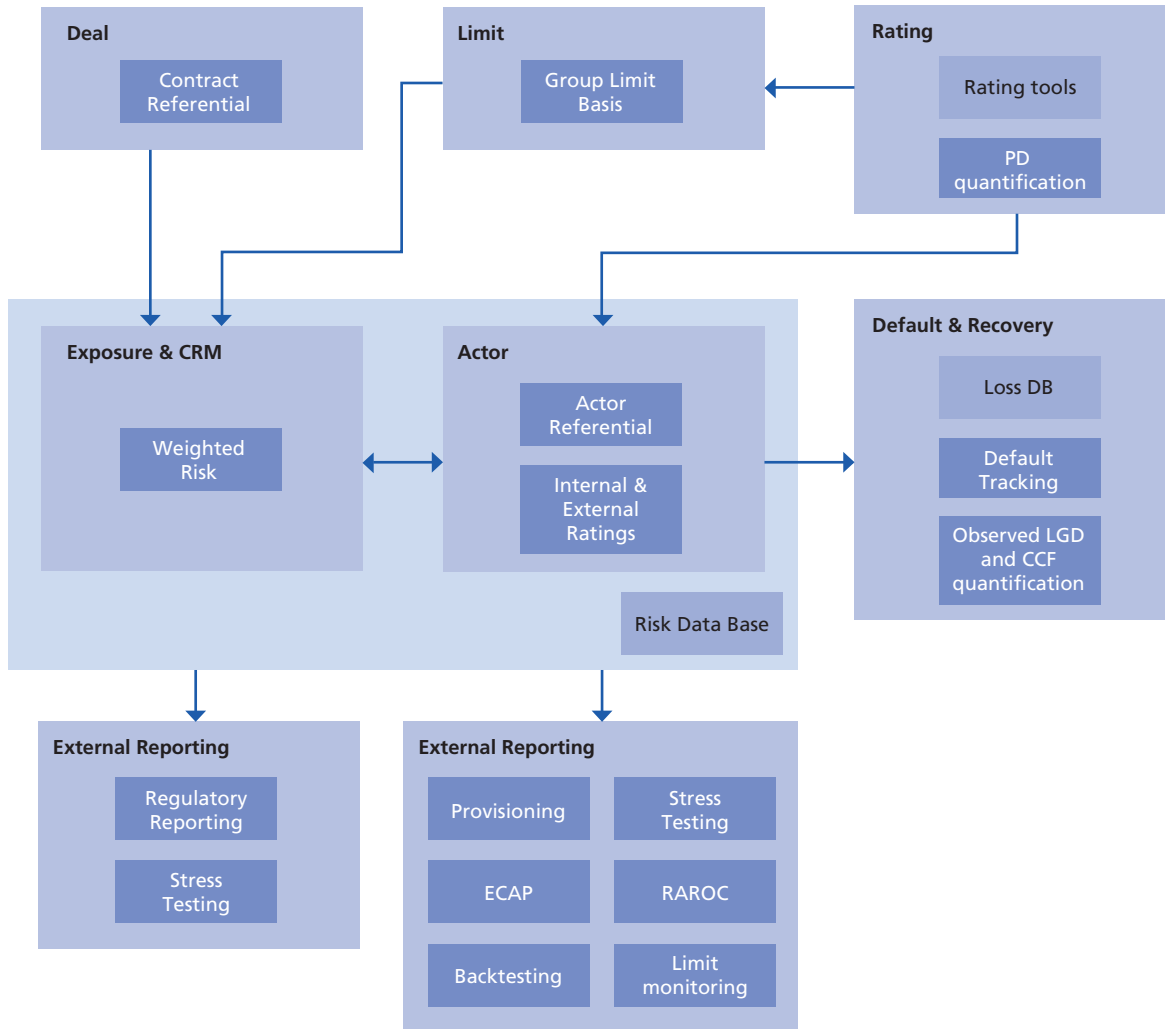 Deal
Contract
Referential
Limit
Group Limit
Basis
Rating
Rating tools
PD
quantification
Exposure & CRM
Weighted
Risk
Actor
Actor
Referential
Internal &
External
Ratings
Default & Recovery
Loss DB
Default
Tracking
Observed LGD
and CCF
quantification
Risk Data Base
External Reporting
Regulatory
Reporting
Stress
Testing
External Reporting
Provisioning
Stress
Testing
ECAP
RAROC
Backtesting
Limit
monitoring